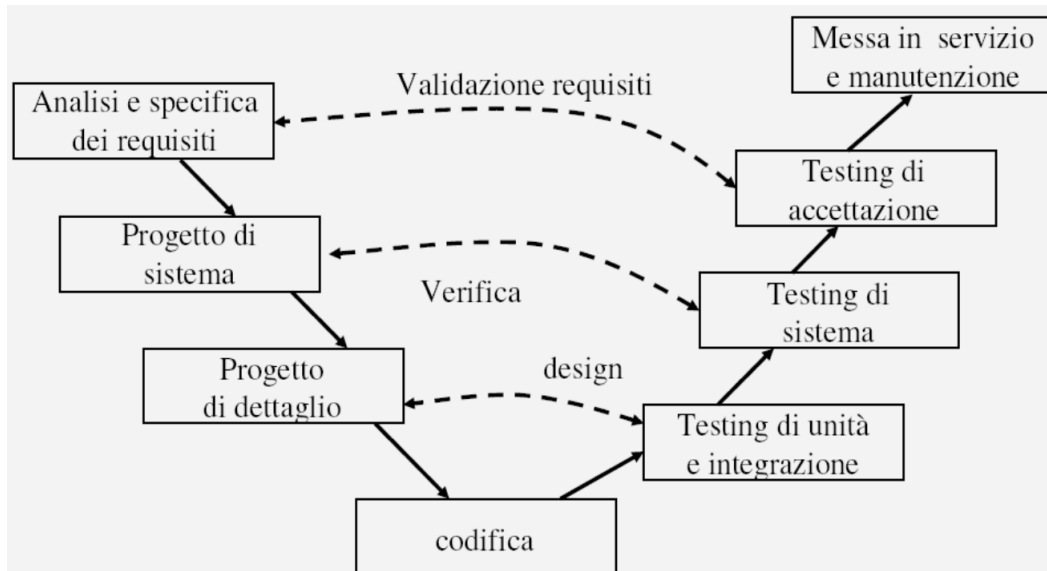 Messa in servizio
e manutenzione
Validazione requisiti
Analisi e specifica
dei requisiti
Testing di
accettazione
Progetto di
sistema
Verifica
Testing di
sistema
Progetto
di dettaglio
design
Testing di unità
e integrazione
codifica